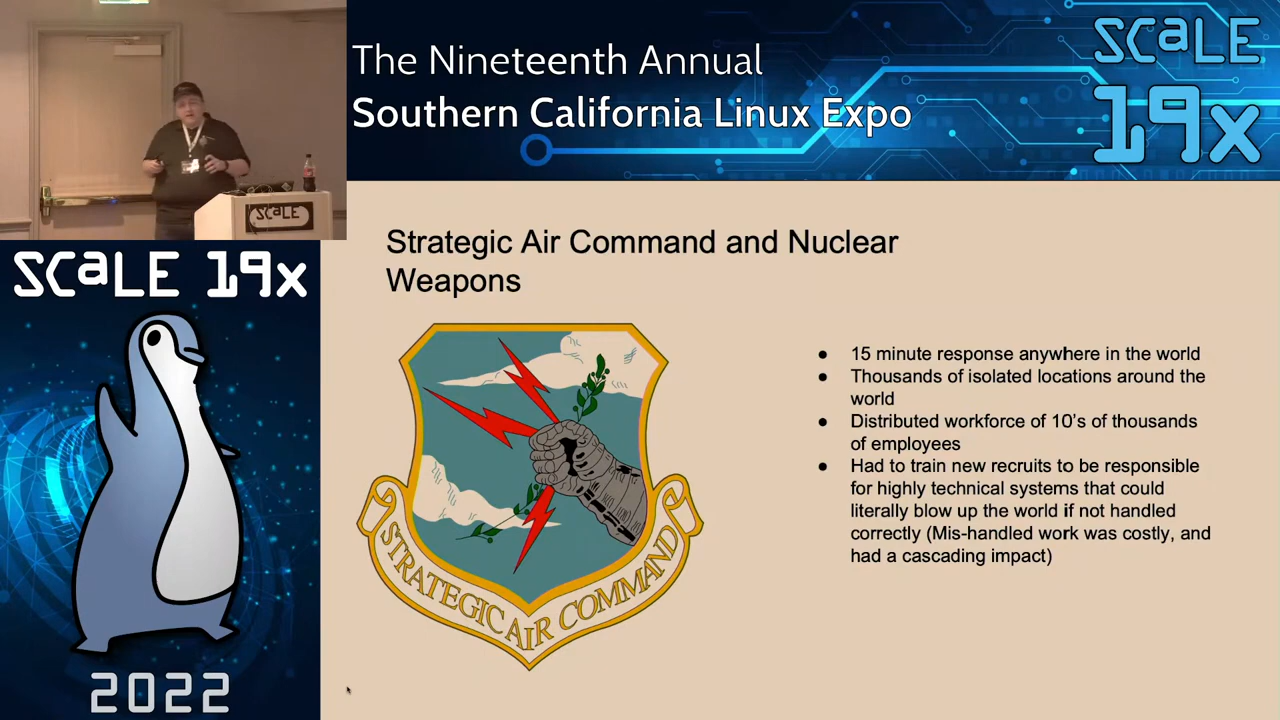 The Nineteenth Annual
Southern California Linux Expo
SCaLE
19x
SCaLE
SCaLE 19x
2022
Strategic Air Command and Nuclear
Weapons
STRATEGIC AIR COMMAND
● 15 minute response anywhere in the world
● Thousands of isolated locations around the
world
● Distributed workforce of 10's of thousands
of employees
● Had to train new recruits to be responsible
for highly technical systems that could
literally blow up the world if not handled
correctly (Mis-handled work was costly, and
had a cascading impact)